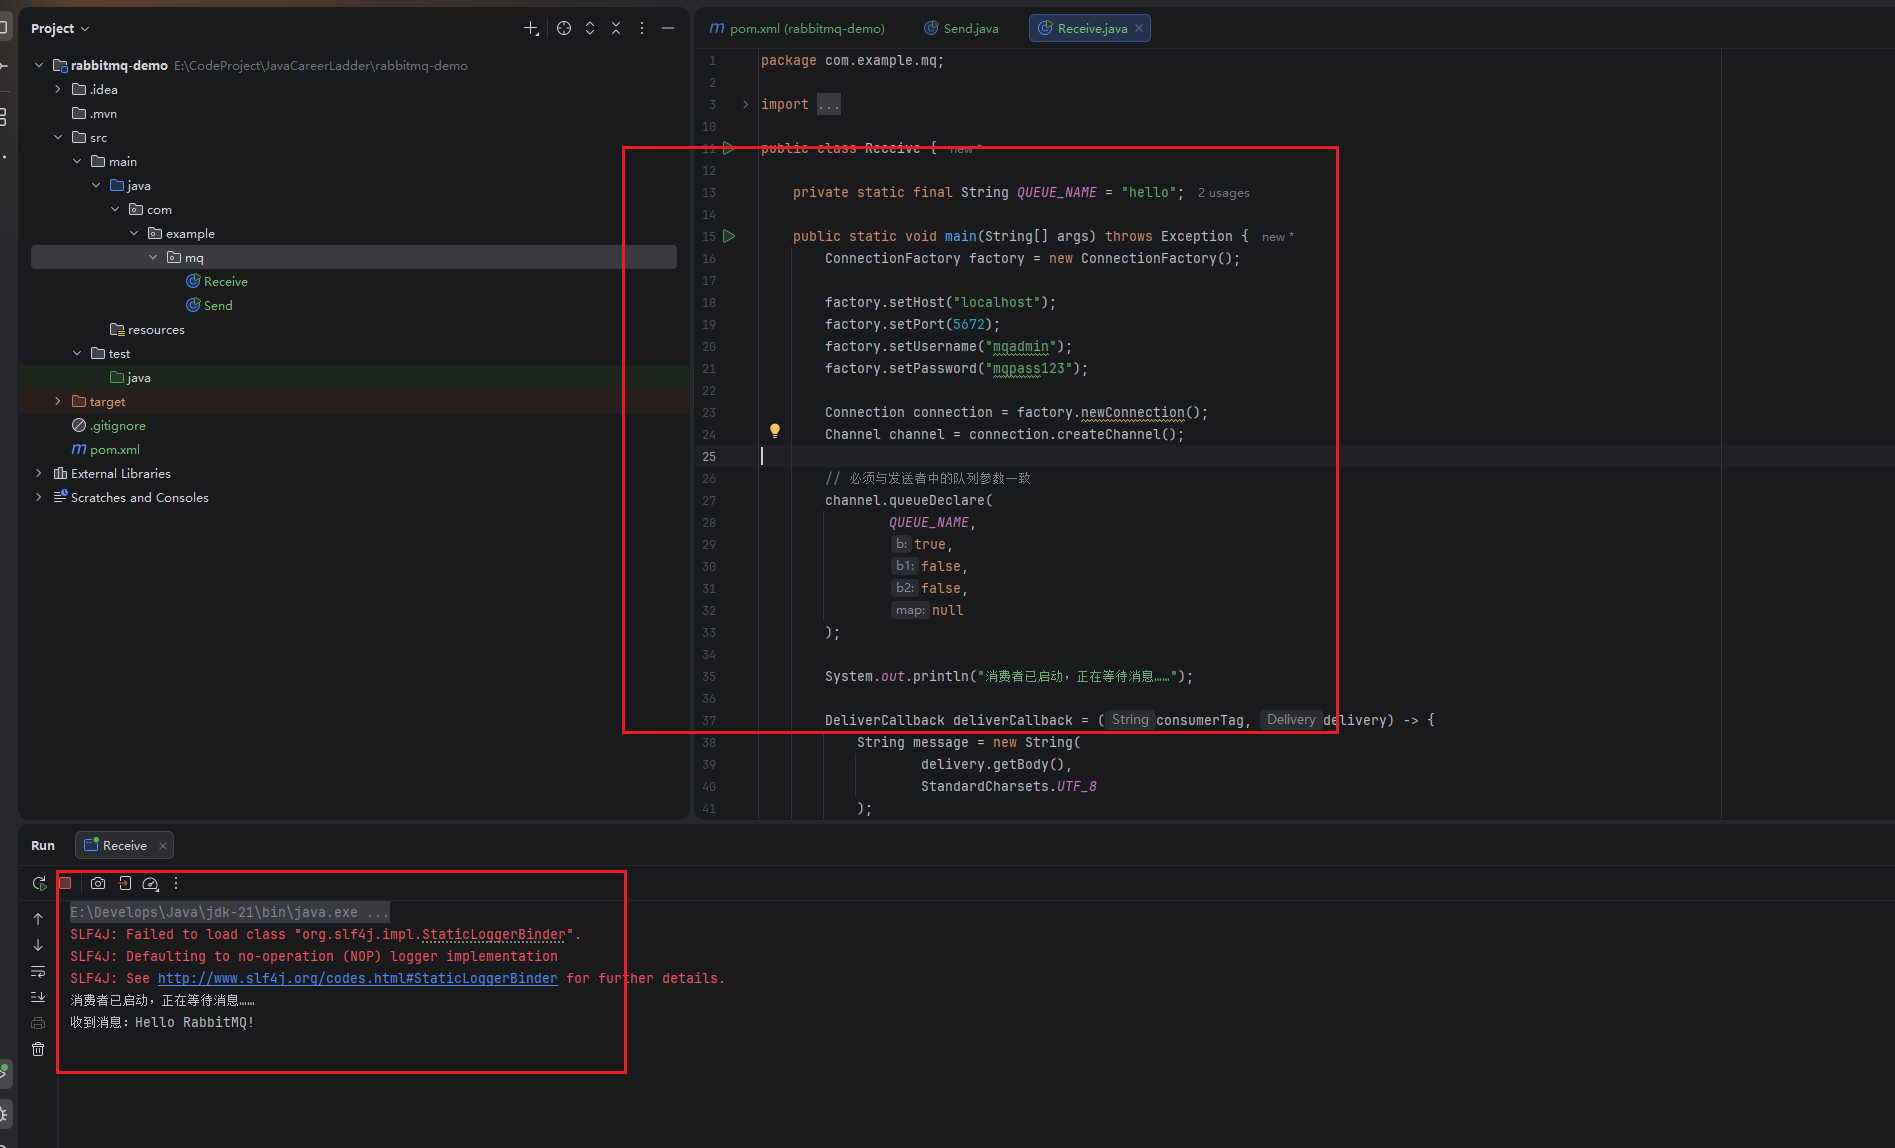 Project
rabbitmq-demo E:\CodeProject\JavaCareerLadder\rabbitmq-demo
.idea
.mvn
src
main
java
com
example
mq
Receive
Send
resources
test
java
target
.gitignore
pom.xml
External Libraries
Scratches and Consoles
pom.xml (rabbitmq-demo) Send.java Receive.java
1 package com.example.mq;
2
3 import ...
10
11 public class Receive { new *
12
13 private static final String QUEUE_NAME = "hello"; 2 usages
14
15 public static void main(String[] args) throws Exception { new *
16 ConnectionFactory factory = new ConnectionFactory();
17
18 factory.setHost("localhost");
19 factory.setPort(5672);
20 factory.setUsername("mqadmin");
21 factory.setPassword("mqpass123");
22
23 Connection connection = factory.newConnection();
24 Channel channel = connection.createChannel();
25
26 // 必须与发送者中的队列参数一致
27 channel.queueDeclare(
28 QUEUE_NAME,
29 b: true,
30 b1: false,
31 b2: false,
32 map: null
33 );
34
35 System.out.println("消费者已启动，正在等待消息……");
36
37 DeliverCallback deliverCallback = (String consumerTag, Delivery delivery) -> {
38 String message = new String(
39 delivery.getBody(),
40 StandardCharsets.UTF_8
41 );
Run Receive
E:\Develops\Java\jdk-21\bin\java.exe ...
SLF4J: Failed to load class "org.slf4j.impl.StaticLoggerBinder".
SLF4J: Defaulting to no-operation (NOP) logger implementation
SLF4J: See http://www.slf4j.org/codes.html#StaticLoggerBinder for further details.
消费者已启动，正在等待消息……
收到消息：Hello RabbitMQ!